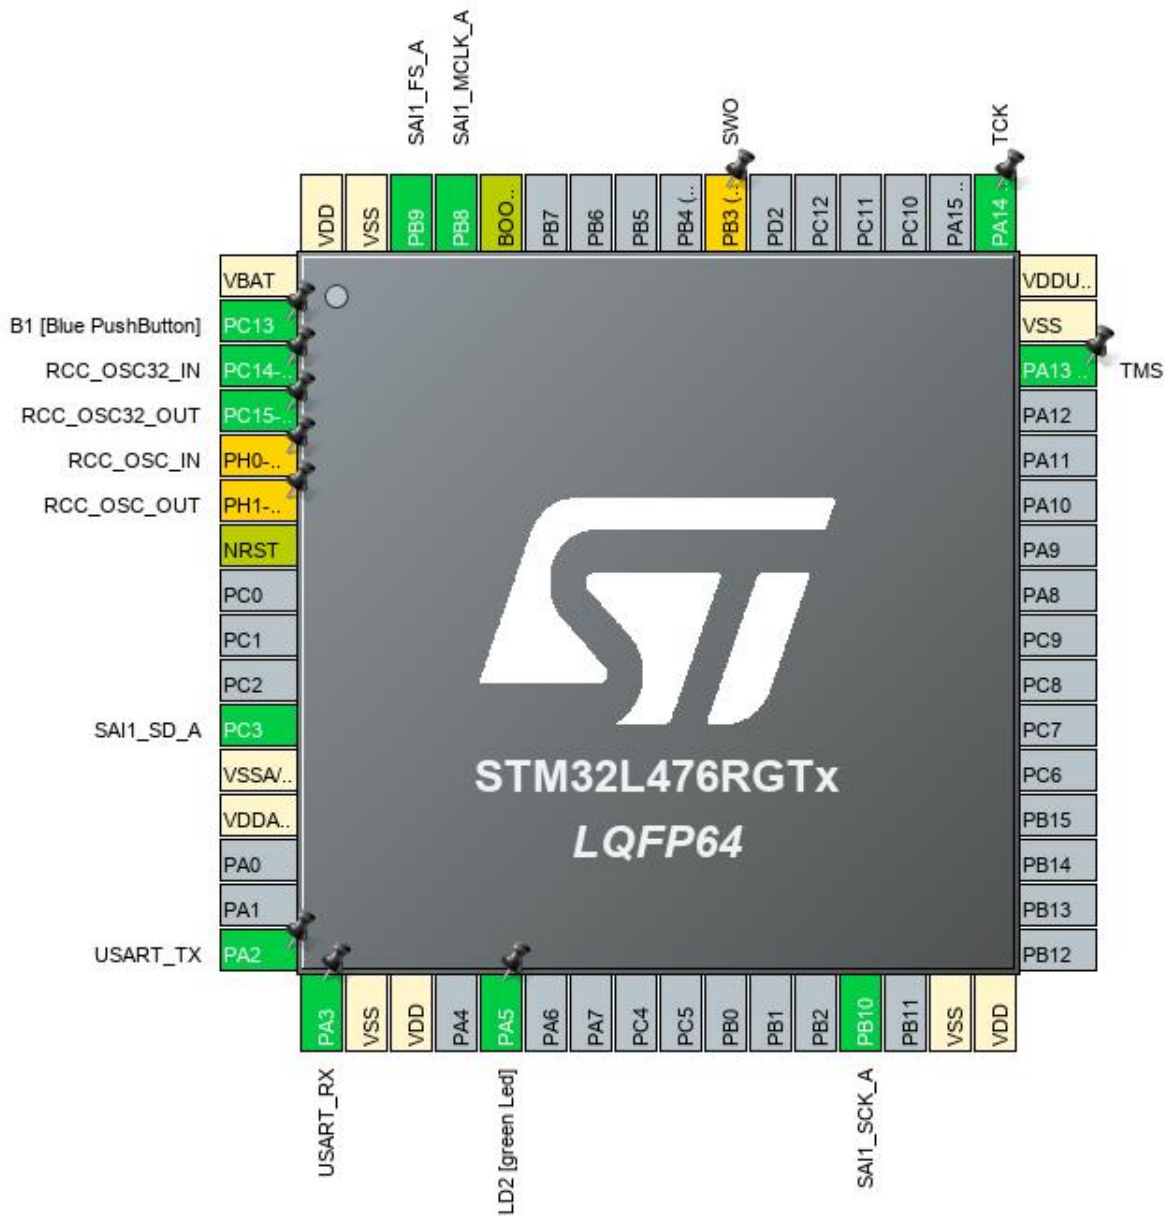 SAI1_FS_A
SAI1_MCLK_A
SWO
TCK
VDD
VSS
PB9
PB8
BOO..
PB7
PB6
PB5
PB4 (..
PB3 (..
PD2
PC12
PC11
PC10
PA15 ..
PA14 ..
VBAT
B1 [Blue PushButton] PC13
RCC_OSC32_IN PC14-..
RCC_OSC32_OUT PC15-..
RCC_OSC_IN PH0-..
RCC_OSC_OUT PH1-..
NRST
PC0
PC1
PC2
SAI1_SD_A PC3
VSSA/..
VDDA..
PA0
PA1
USART_TX PA2
VDDU..
VSS
PA13 .. TMS
PA12
PA11
PA10
PA9
PA8
PC9
PC8
PC7
PC6
PB15
PB14
PB13
PB12
ST
STM32L476RGTx
LQFP64
PA3
VSS
VDD
PA4
PA5
PA6
PA7
PC4
PC5
PB0
PB1
PB2
PB10
PB11
VSS
VDD
USART_RX
LD2 [green Led]
SAI1_SCK_A